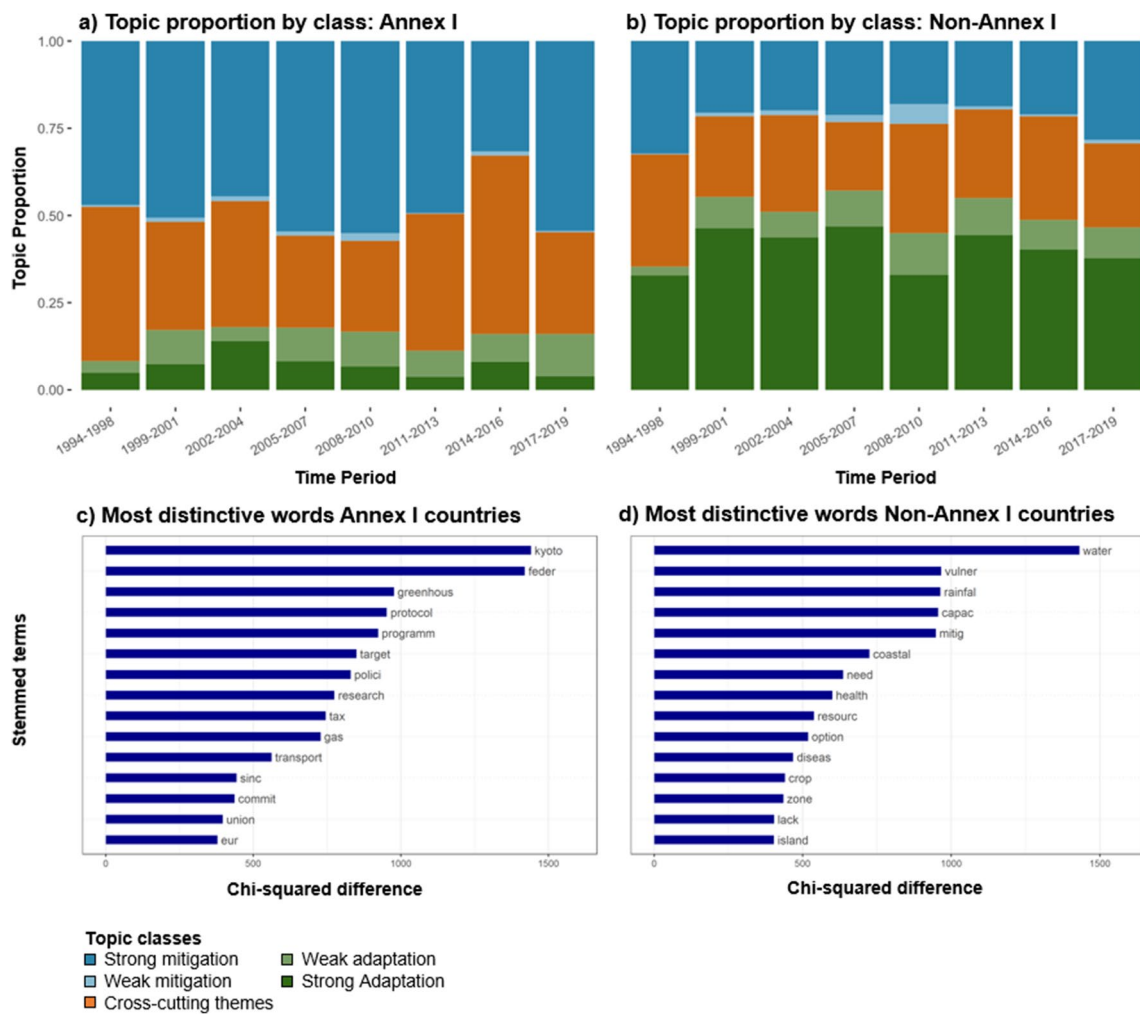 a) Topic proportion by class: Annex I
b) Topic proportion by class: Non-Annex I
Topic Proportion
1.00
0.75
0.50
0.25
0.00
1994-1998
1999-2001
2002-2004
2005-2007
2008-2010
2011-2013
2014-2016
2017-2019
Time Period
1994-1998
1999-2001
2002-2004
2005-2007
2008-2010
2011-2013
2014-2016
2017-2019
Time Period
c) Most distinctive words Annex I countries
Stemmed terms
kyoto
feder
greenhous
protocol
programm
target
polici
research
tax
gas
transport
sinc
commit
union
eur
0
500
1000
1500
Chi-squared difference
d) Most distinctive words Non-Annex I countries
water
vulner
rainfal
capac
mitig
coastal
need
health
resourc
option
diseas
crop
zone
lack
island
0
500
1000
1500
Chi-squared difference
Topic classes
Strong mitigation
Weak mitigation
Cross-cutting themes
Weak adaptation
Strong Adaptation